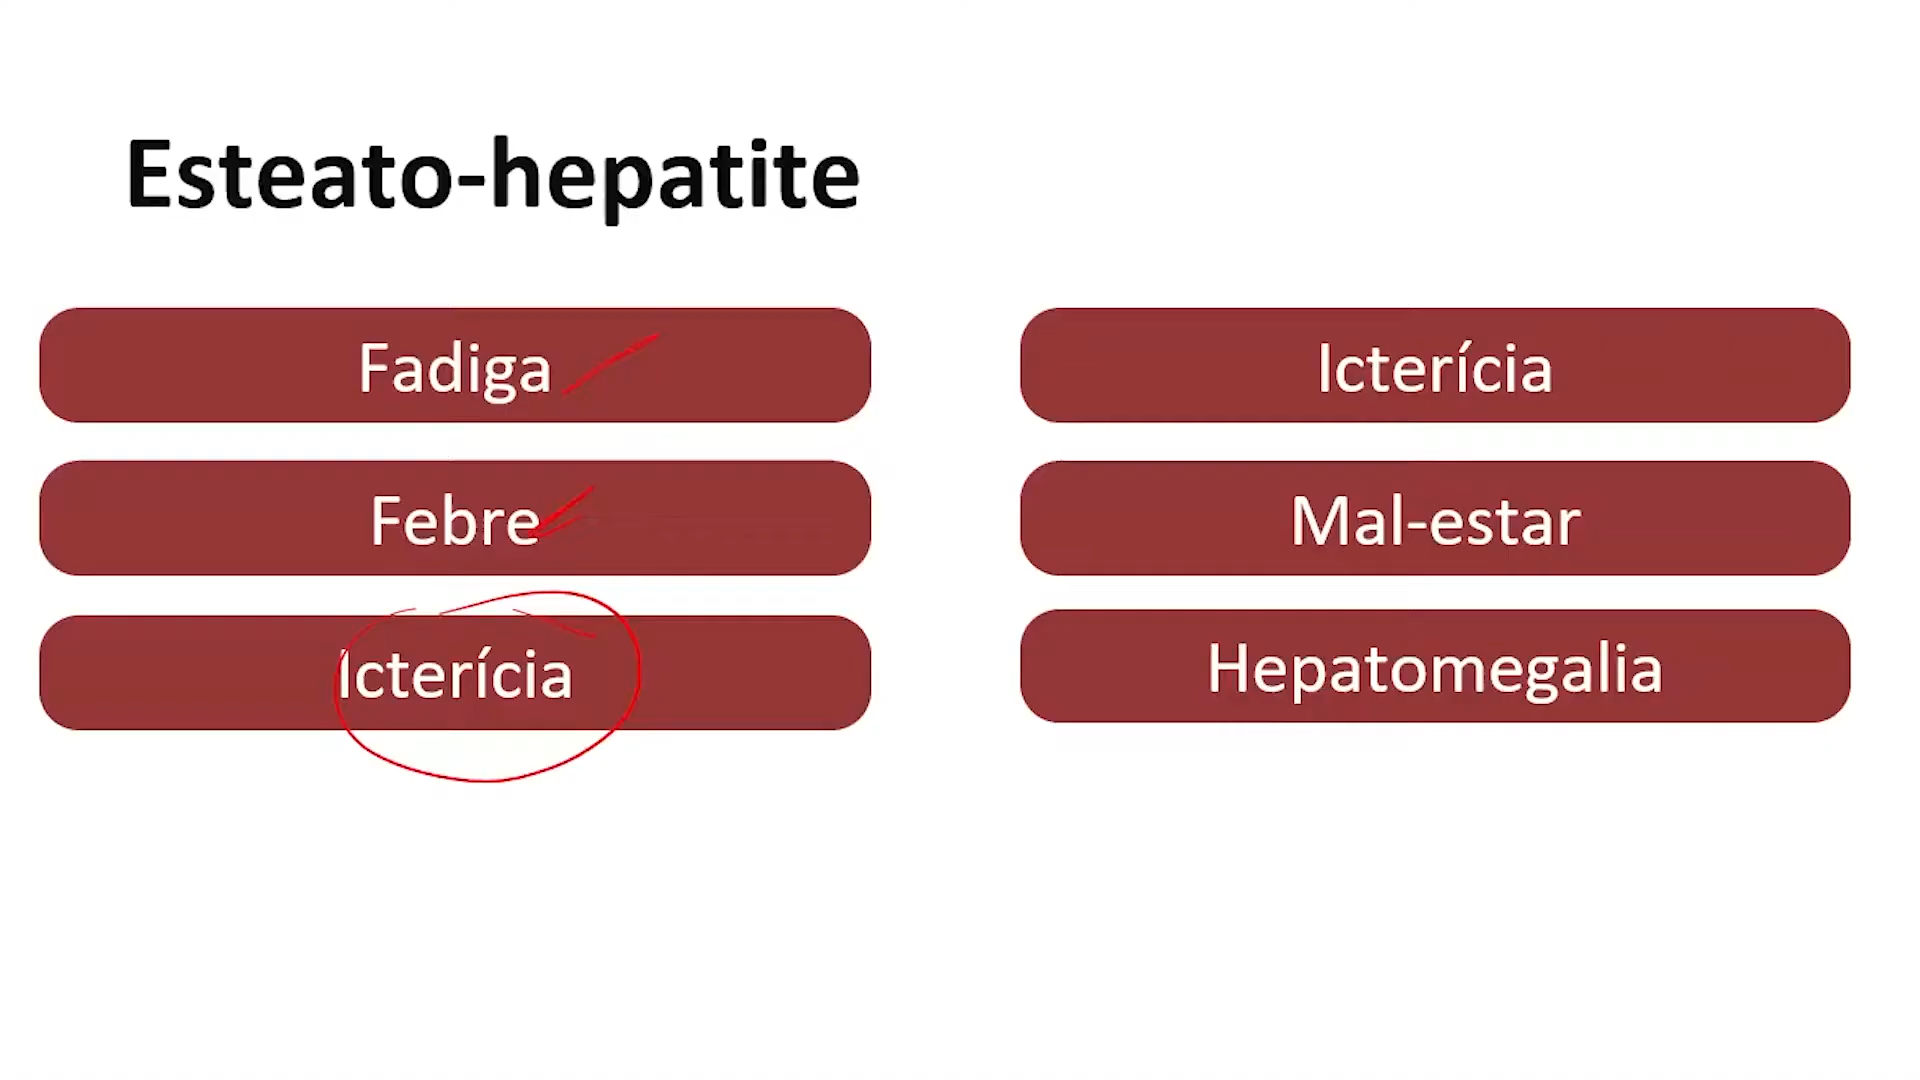 Esteato-hepatite
Fadiga
Febre
Icterícia
Icterícia
Mal-estar
Hepatomegalia